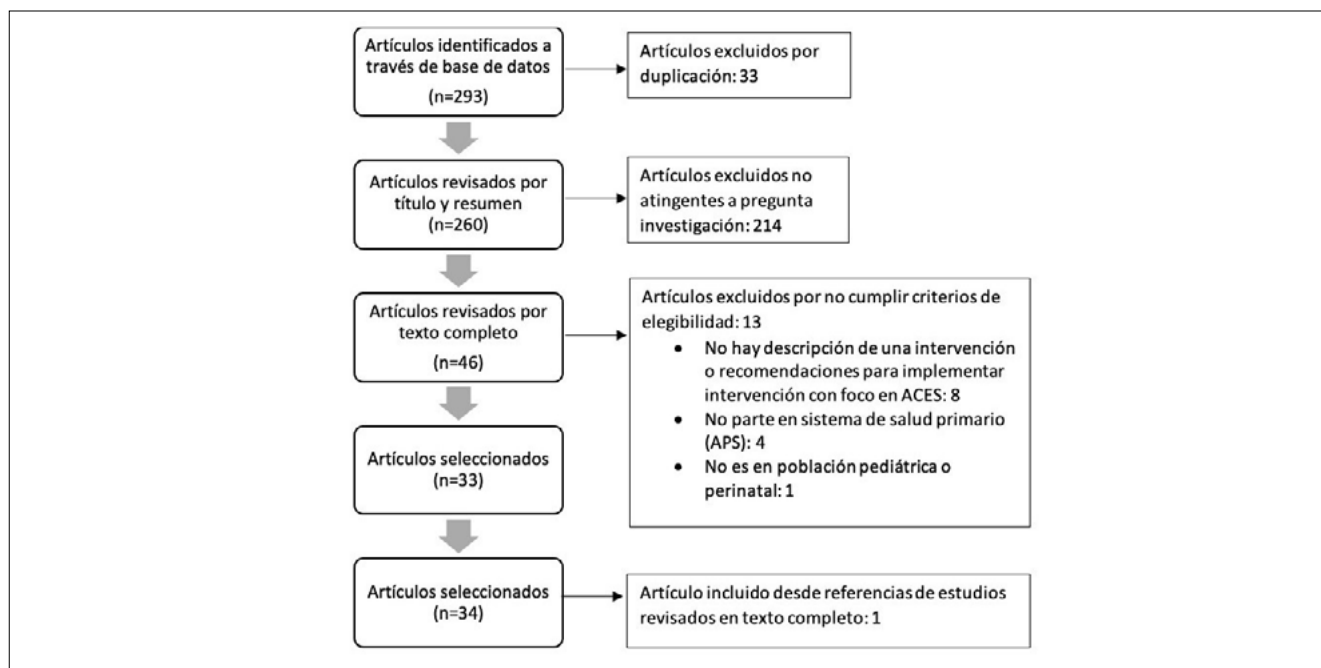 Artículos identificados a
través de base de datos
(n=293)
Artículos excluidos por
duplicación: 33
Artículos revisados por
título y resumen
(n=260)
Artículos excluidos no
atingentes a pregunta
investigación: 214
Artículos revisados por
texto completo
(n=46)
Artículos excluidos por no cumplir criterios de
elegibilidad: 13
• No hay descripción de una intervención
o recomendaciones para implementar
intervención con foco en ACES: 8
• No parte en sistema de salud primario
(APS): 4
• No es en población pediátrica o
perinatal: 1
Artículos seleccionados
(n=33)
Artículos seleccionados
(n=34)
Artículo incluido desde referencias de estudios
revisados en texto completo: 1